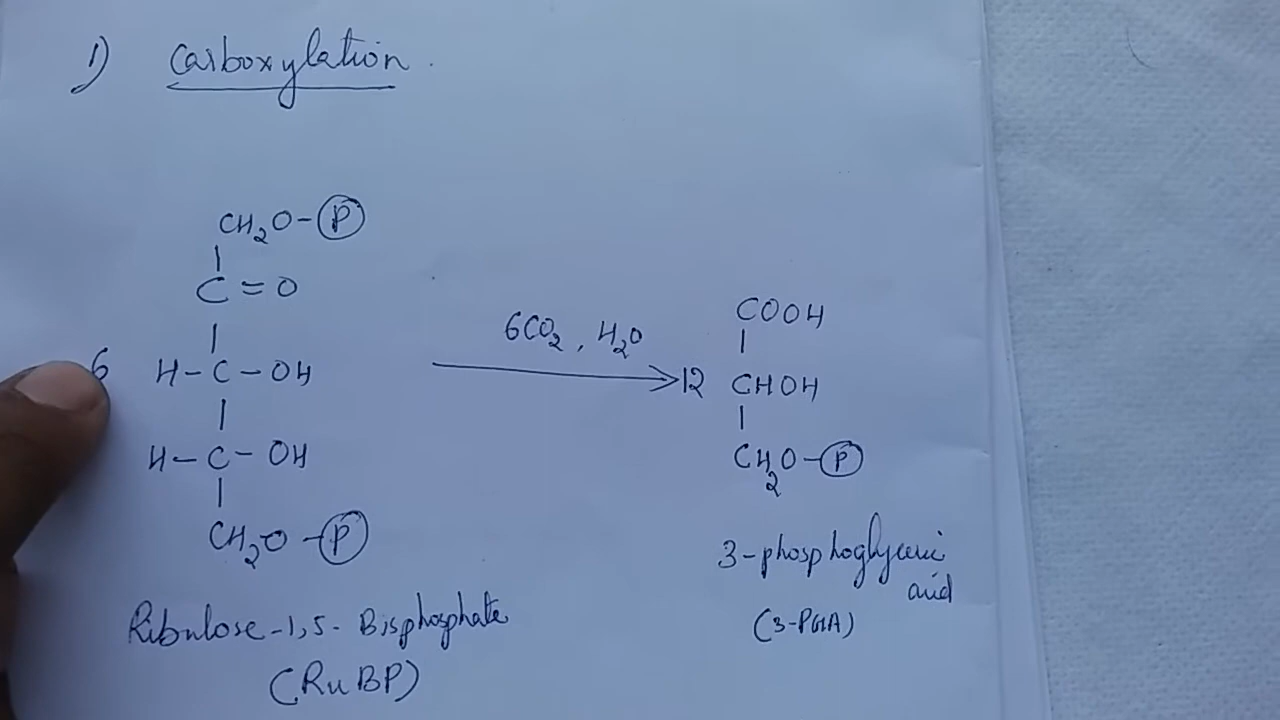 1) Carboxylation.
CH2O-P
C=O
6 H-C-OH
H-C-OH
CH2O-P
Ribulose-1,5-Bisphosphate
(RuBP)
6CO2, H2O
12
COOH
CHOH
CH2O-P
3-phosphoglyceric
acid
(3-PGA)